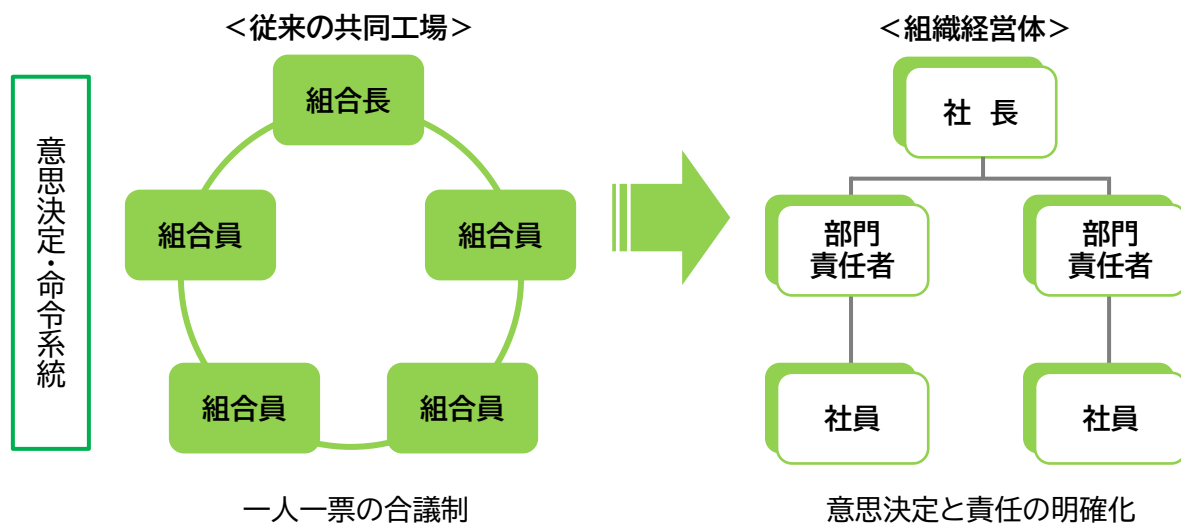 ＜従来の共同工場＞
＜組織経営体＞
意思決定・命令系統
組合長
組合員
組合員
組合員
組合員
社 長
部門
責任者
部門
責任者
社員
社員
一人一票の合議制
意思決定と責任の明確化